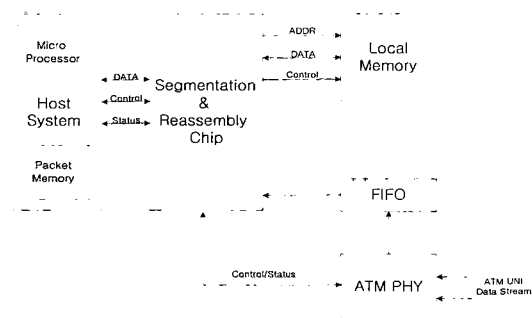 Micro
Processor
Host
System
Packet
Memory
DATA
Control
Status
Segmentation
&
Reassembly
Chip
ADDR
DATA
Control
Local
Memory
FIFO
Control/Status
ATM PHY
ATM UNI
Data Stream